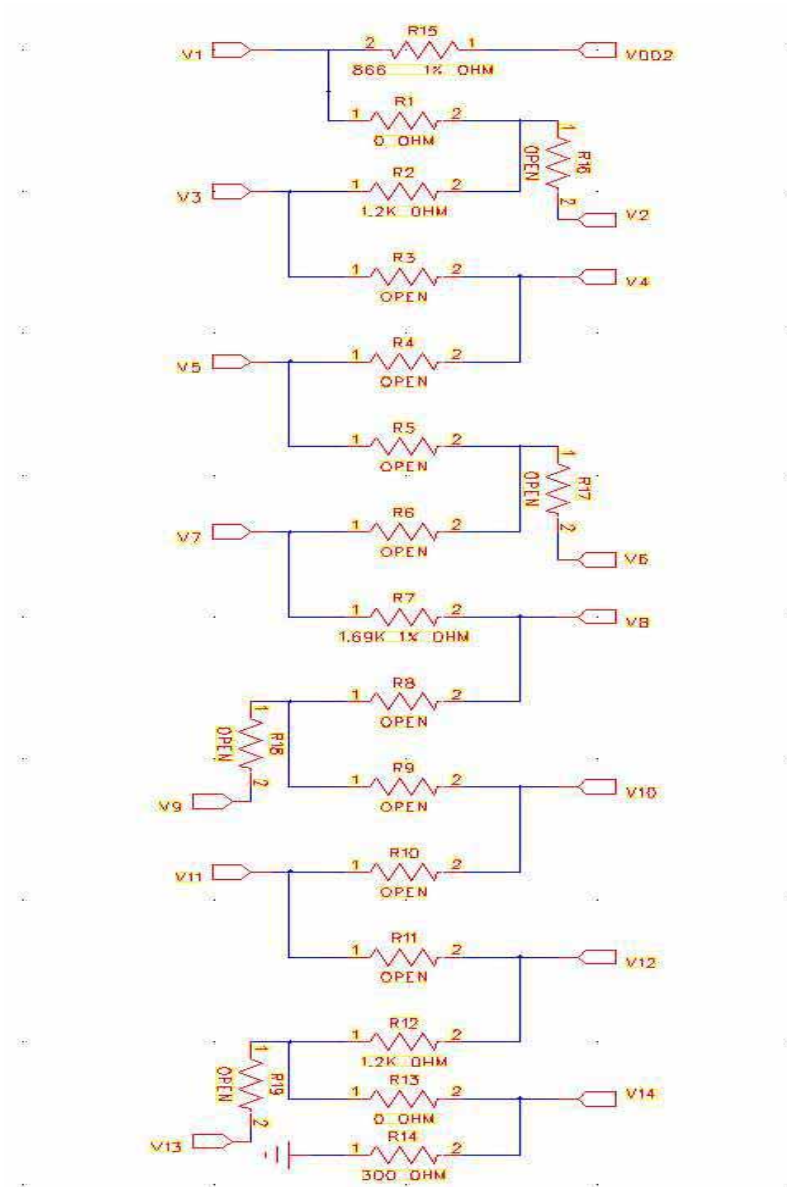 R15
V1 2 1 VDD2
866 1% OHM
R1
1 2
0 OHM
1 R16 OPEN 2
R2
V3 1 2
1.2K OHM
V2
R3
1 2 V4
OPEN
R4
V5 1 2
OPEN
R5
1 2
OPEN
1 R17 OPEN 2
R6
V7 1 2
OPEN
V6
R7
1 2 V8
1.69K 1% OHM
R8
1 2
OPEN
1 R18 OPEN 2
R9
V9 1 2 V10
OPEN
R10
V11 1 2
OPEN
R11
1 2 V12
OPEN
R12
1 2
1.2K OHM
1 R19 OPEN 2
R13
1 2 V14
0 OHM
V13
R14
1 2
300 OHM